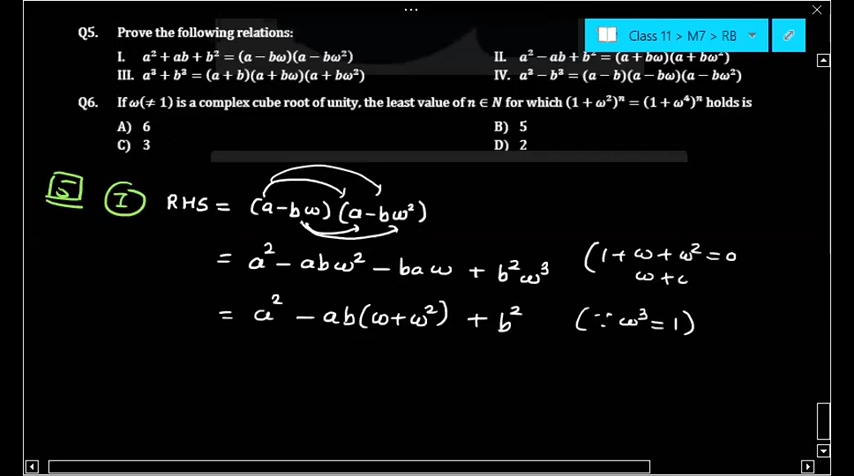 Q5. Prove the following relations:
Class 11 > M7 > RB
I. a² + ab + b² = (a − bω)(a − bω²)
II. a² − ab + b² = (a + bω)(a + bω²)
III. a³ + b³ = (a + b)(a + bω)(a + bω²)
IV. a³ − b³ = (a − b)(a − bω)(a − bω²)
Q6. If ω(≠ 1) is a complex cube root of unity, the least value of n ∈ N for which (1 + ω²)ⁿ = (1 + ω⁴)ⁿ holds is
A) 6
B) 5
C) 3
D) 2
5 I RHS = (a − bω)(a − bω²)
= a² − abω² − baω + b²ω³ (1 + ω + ω² = 0
ω +
= a² − ab(ω + ω²) + b² (∵ ω³ = 1)